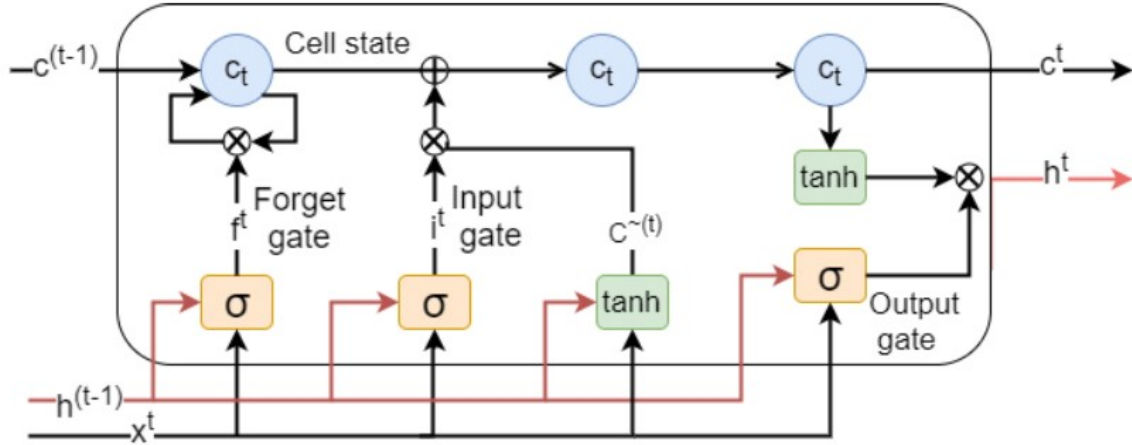 Cell state
c^(t-1)
c_t
c_t
c_t
c^t
tanh
h^t
Forget
gate
f^t
Input
gate
i^t
C^~(t)
σ
σ
tanh
σ
Output
gate
h^(t-1)
x^t